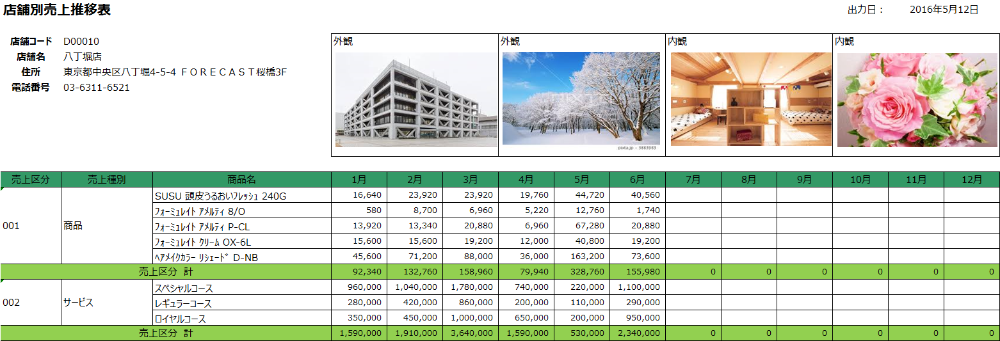 店舗別売上推移表 出力日： 2016年5月12日
店舗コード D00010
店舗名 八丁堀店
住所 東京都中央区八丁堀4-5-4 ＦＯＲＥＣＡＳＴ桜橋3F
電話番号 03-6311-6521
外観 外観 内観 内観
pixta.jp - 3883983
売上区分 売上種別 商品名 1月 2月 3月 4月 5月 6月 7月 8月 9月 10月 11月 12月
001 商品
SUSU 頭皮うるおいﾌﾚｯｼｭ 240G 16,640 23,920 23,920 19,760 44,720 40,560
ﾌｫｰﾐｭﾚｲﾄ ｱﾒﾙﾃｨ 8/O 580 8,700 6,960 5,220 12,760 1,740
ﾌｫｰﾐｭﾚｲﾄ ｱﾒﾙﾃｨ P-CL 13,920 13,340 20,880 6,960 67,280 20,880
ﾌｫｰﾐｭﾚｲﾄ ｸﾘｰﾑ OX-6L 15,600 15,600 19,200 12,000 40,800 19,200
ﾍｱﾒｲｸｶﾗｰ ﾘｼｪｰﾄﾞ D-NB 45,600 71,200 88,000 36,000 163,200 73,600
売上区分 計 92,340 132,760 158,960 79,940 328,760 155,980 0 0 0 0 0 0
002 サービス
スペシャルコース 960,000 1,040,000 1,780,000 740,000 220,000 1,100,000
レギュラーコース 280,000 420,000 860,000 200,000 110,000 290,000
ロイヤルコース 350,000 450,000 1,000,000 650,000 200,000 950,000
売上区分 計 1,590,000 1,910,000 3,640,000 1,590,000 530,000 2,340,000 0 0 0 0 0 0